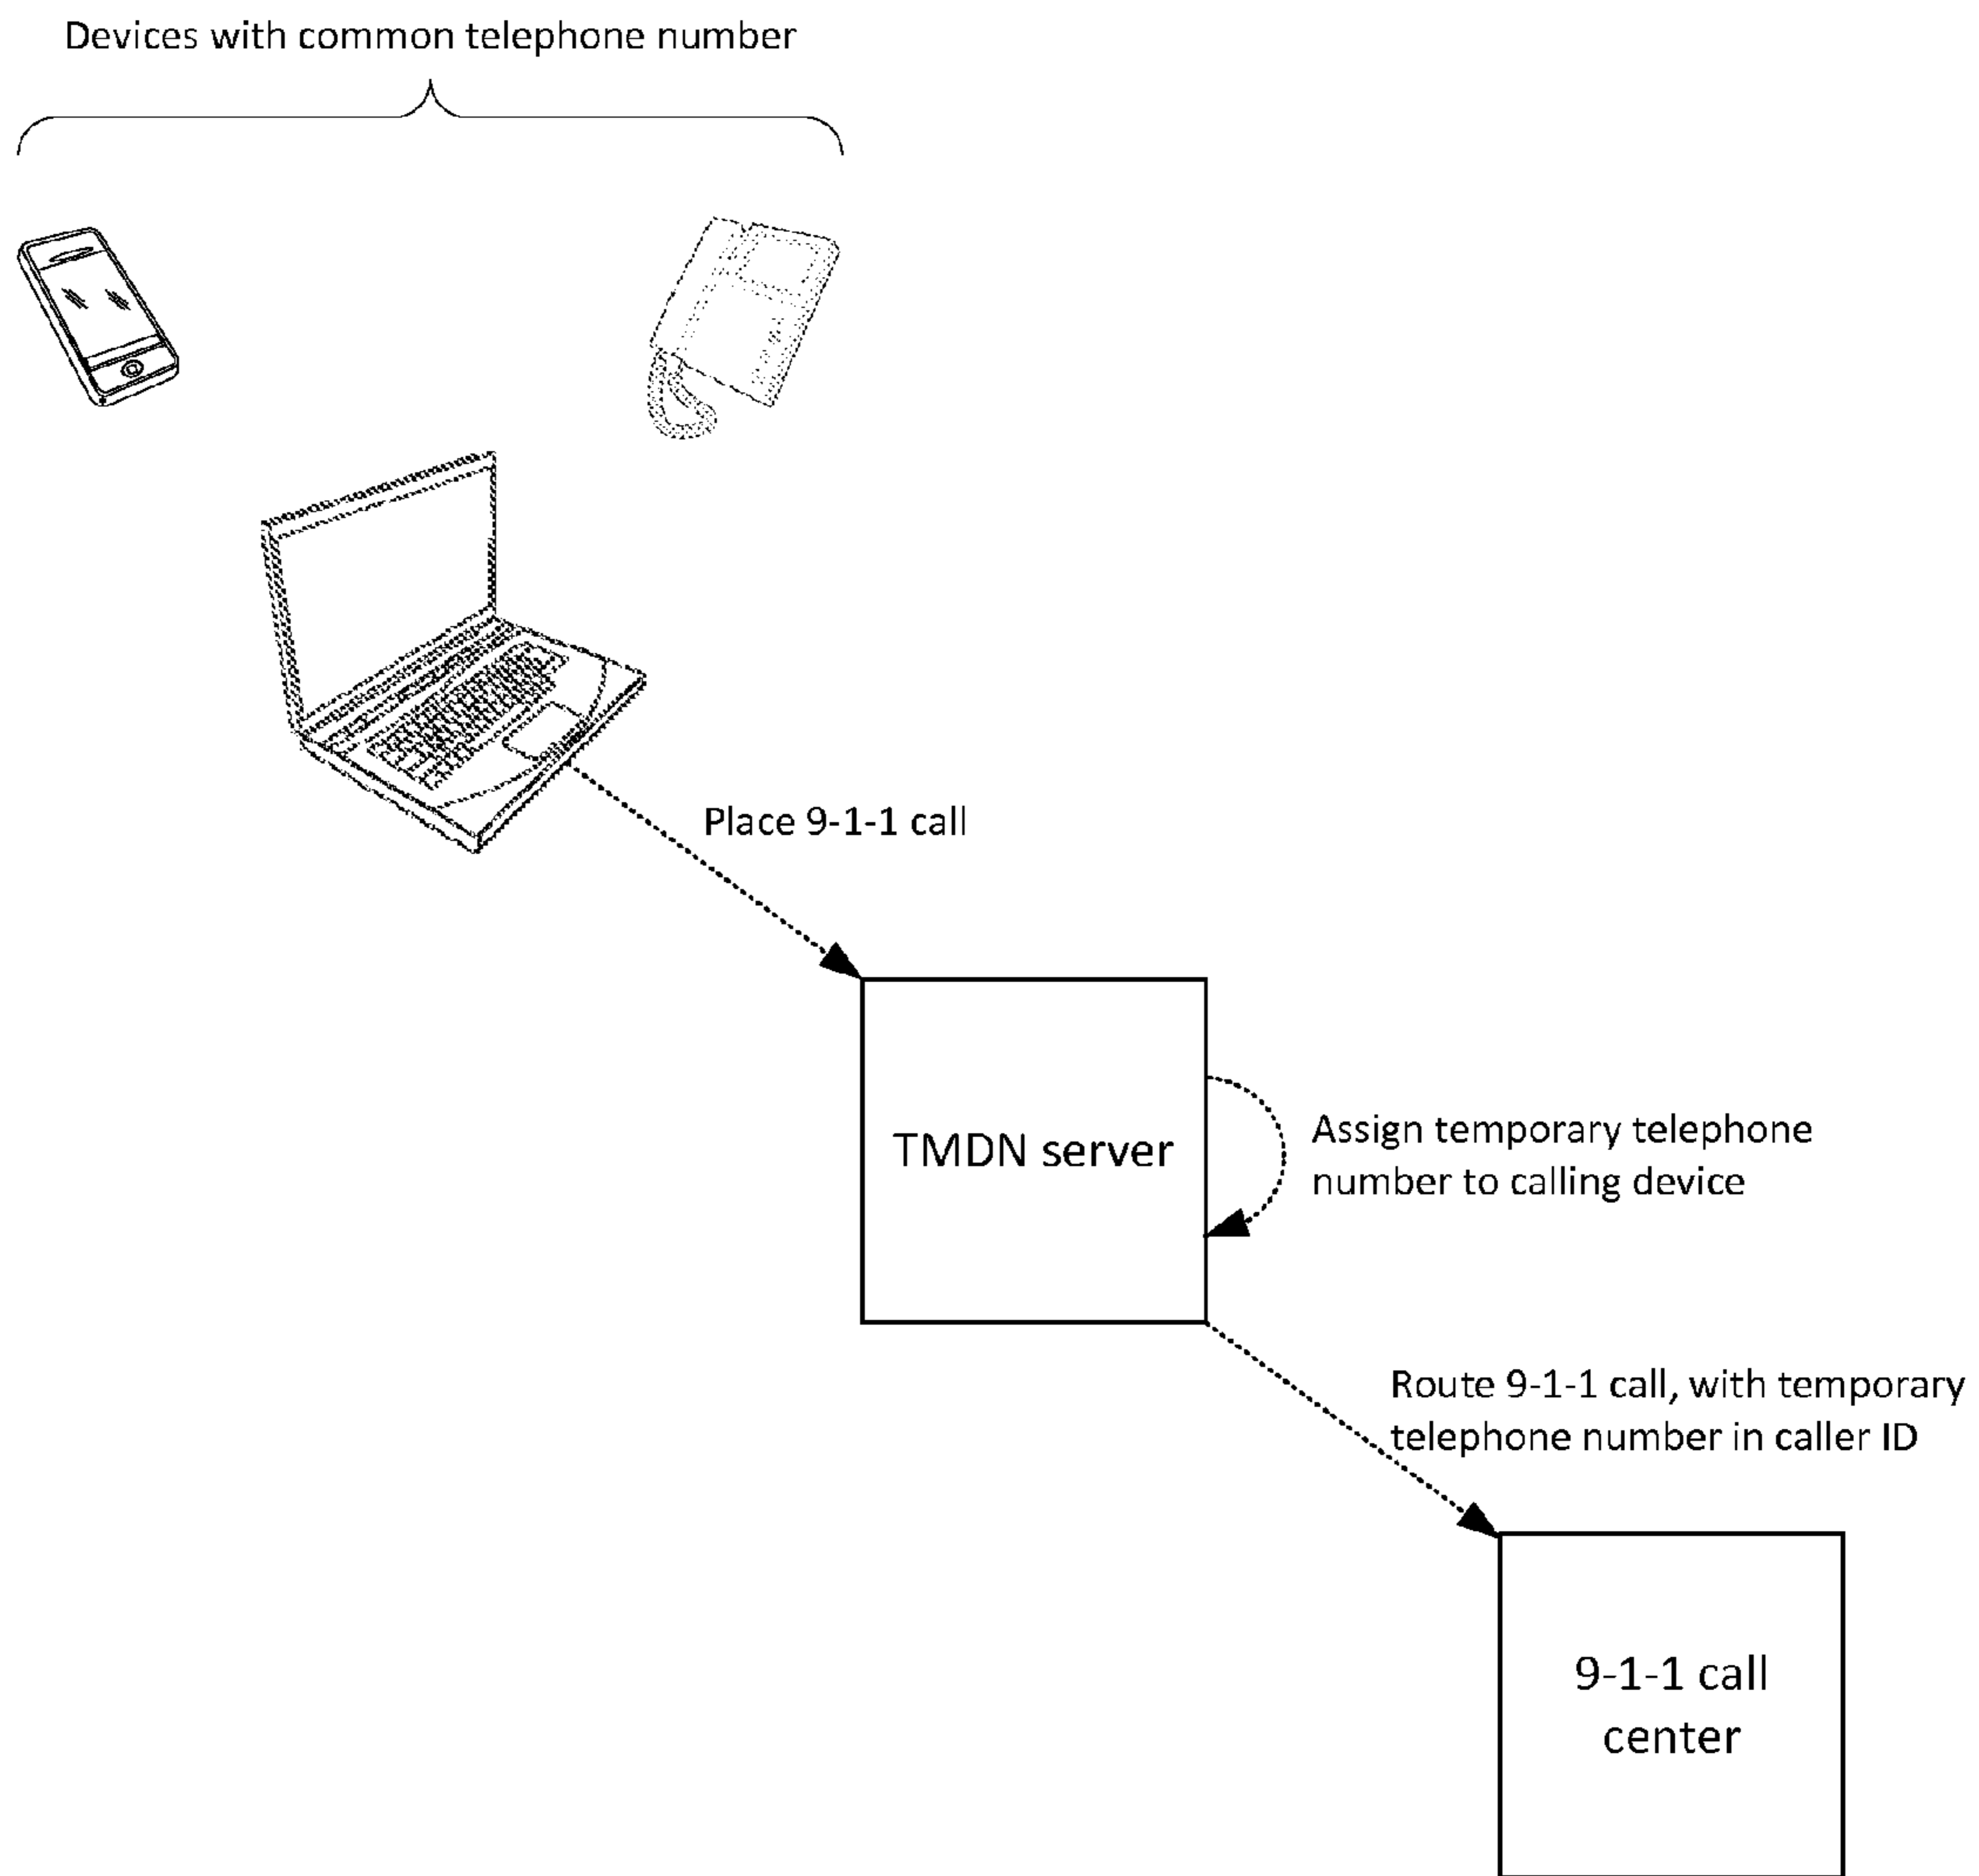 Devices with common telephone number
Place 9-1-1 call
TMDN server
Assign temporary telephone
number to calling device
Route 9-1-1 call, with temporary
telephone number in caller ID
9-1-1 call
center